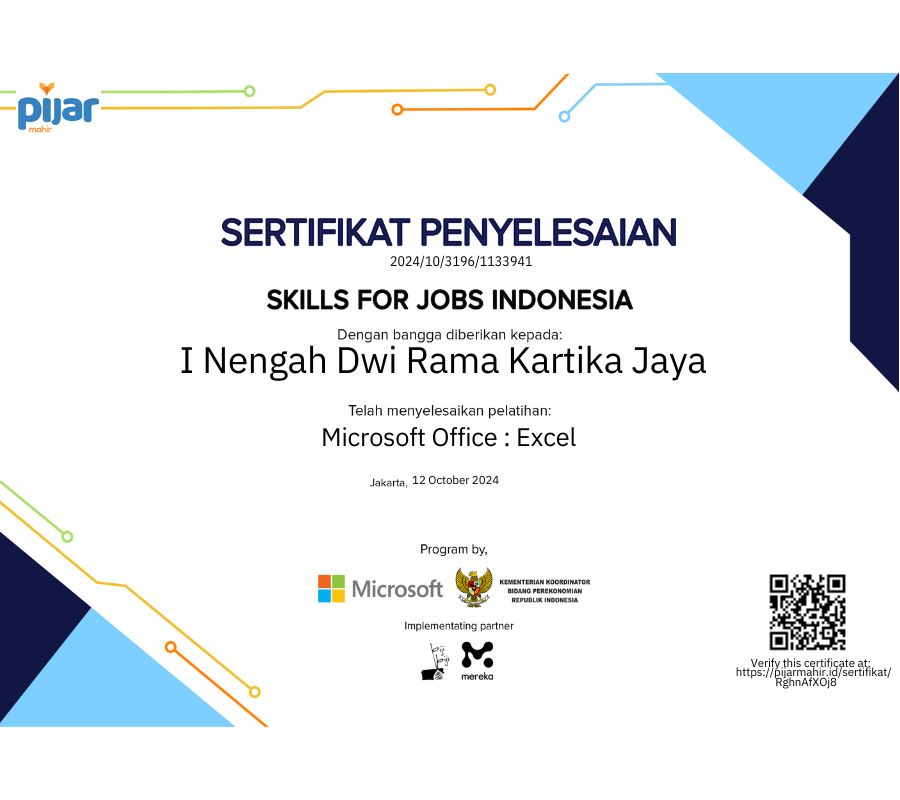 pijar
mahir
SERTIFIKAT PENYELESAIAN
2024/10/3196/1133941
SKILLS FOR JOBS INDONESIA
Dengan bangga diberikan kepada:
I Nengah Dwi Rama Kartika Jaya
Telah menyelesaikan pelatihan:
Microsoft Office : Excel
Jakarta, 12 October 2024
Program by,
Microsoft
KEMENTERIAN KOORDINATOR
BIDANG PEREKONOMIAN
REPUBLIK INDONESIA
Implementating partner
biji
biji
mereka
Verify this certificate at:
https://pijarmahir.id/sertifikat/
RghnAfXOj8